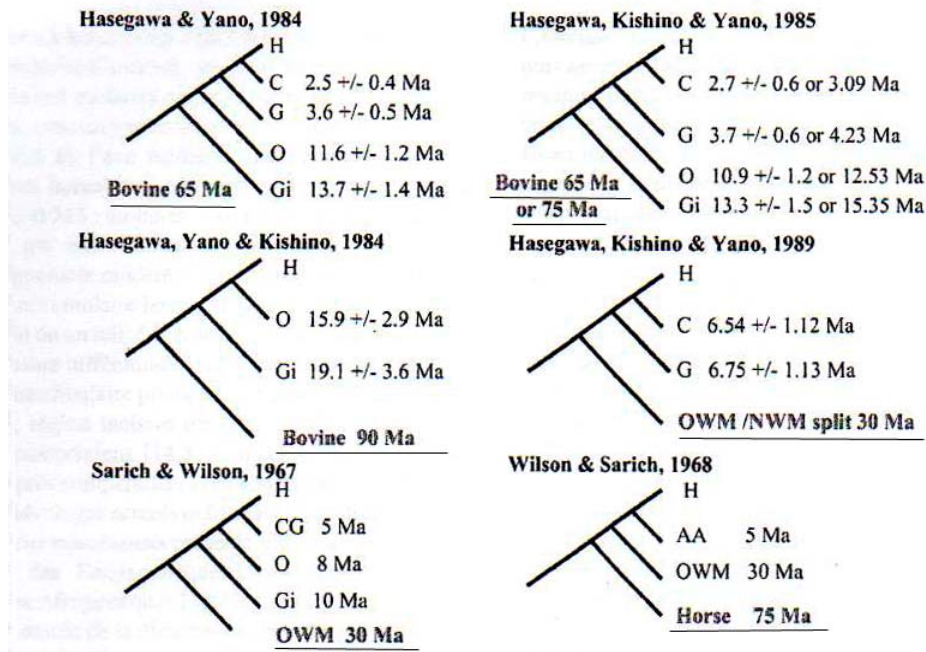 Hasegawa & Yano, 1984
H
C 2.5 +/- 0.4 Ma
G 3.6 +/- 0.5 Ma
O 11.6 +/- 1.2 Ma
Bovine 65 Ma
Gi 13.7 +/- 1.4 Ma
Hasegawa, Kishino & Yano, 1985
H
C 2.7 +/- 0.6 or 3.09 Ma
G 3.7 +/- 0.6 or 4.23 Ma
O 10.9 +/- 1.2 or 12.53 Ma
Bovine 65 Ma
or 75 Ma
Gi 13.3 +/- 1.5 or 15.35 Ma
Hasegawa, Yano & Kishino, 1984
H
O 15.9 +/- 2.9 Ma
Gi 19.1 +/- 3.6 Ma
Bovine 90 Ma
Hasegawa, Kishino & Yano, 1989
H
C 6.54 +/- 1.12 Ma
G 6.75 +/- 1.13 Ma
OWM /NWM split 30 Ma
Sarich & Wilson, 1967
H
CG 5 Ma
O 8 Ma
Gi 10 Ma
OWM 30 Ma
Wilson & Sarich, 1968
H
AA 5 Ma
OWM 30 Ma
Horse 75 Ma